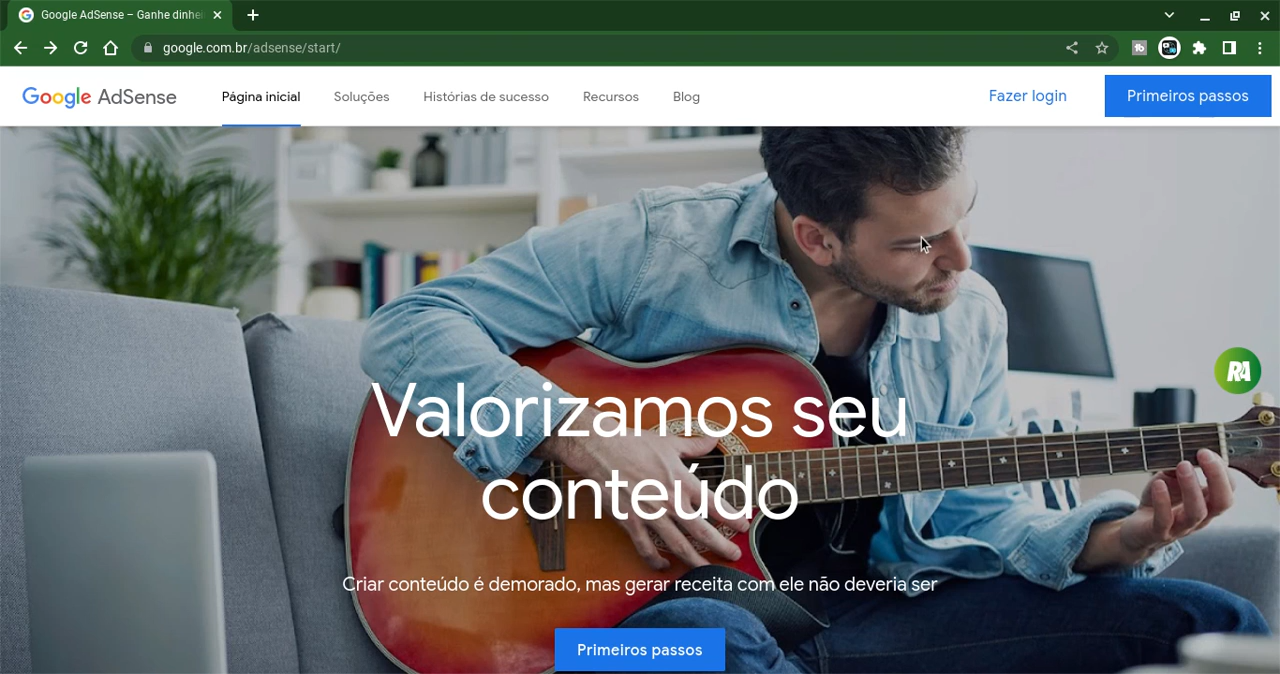 Google AdSense – Ganhe dinhei
google.com.br/adsense/start/
Google AdSense
Página inicial
Soluções
Histórias de sucesso
Recursos
Blog
Fazer login
Primeiros passos
RA
Valorizamos seu
conteúdo
Criar conteúdo é demorado, mas gerar receita com ele não deveria ser
Primeiros passos